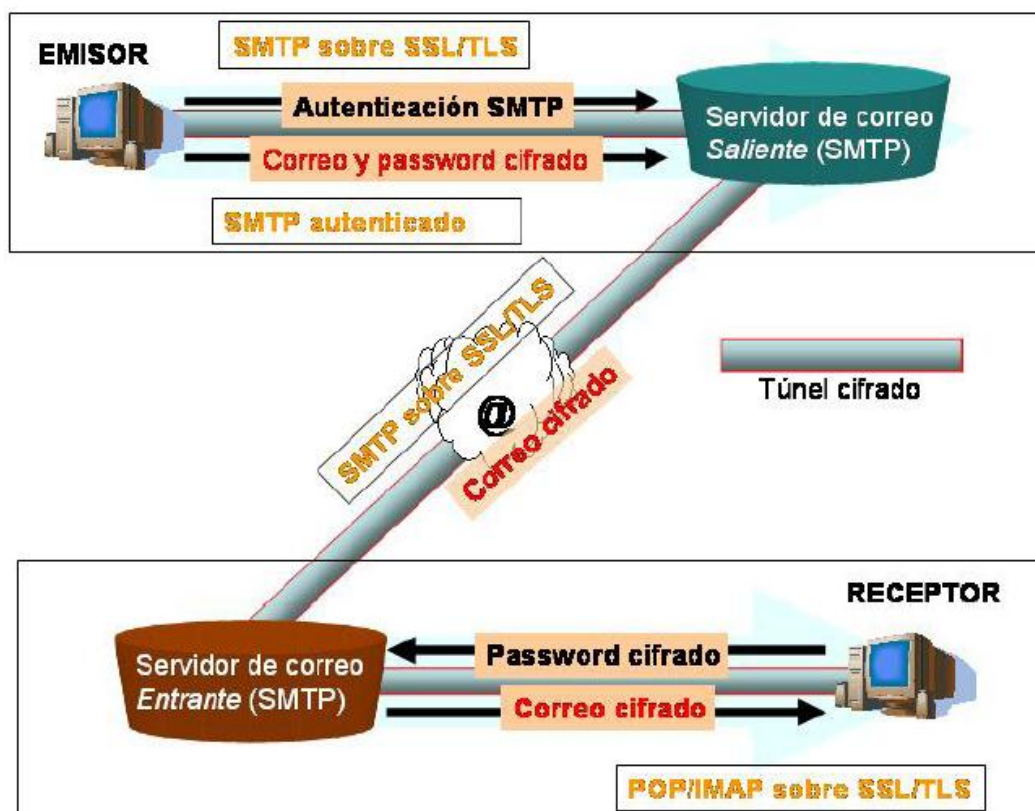 SMTP sobre SSL/TLS
EMISOR
Autenticación SMTP
Correo y password cifrado
SMTP autenticado
Servidor de correo
Saliente (SMTP)
SMTP sobre SSL/TLS
@
Correo cifrado
Túnel cifrado
RECEPTOR
Servidor de correo
Entrante (SMTP)
Password cifrado
Correo cifrado
POP/IMAP sobre SSL/TLS